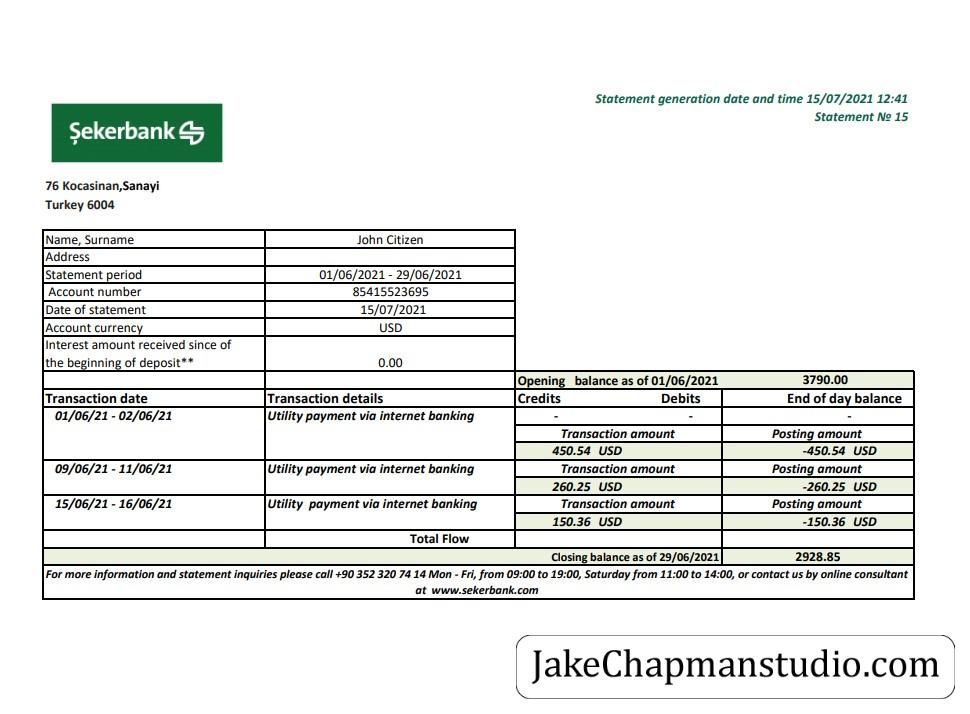 Statement generation date and time 15/07/2021 12:41
Statement № 15
Şekerbank
76 Kocasinan,Sanayi
Turkey 6004
Name, Surname John Citizen
Address
Statement period 01/06/2021 - 29/06/2021
Account number 85415523695
Date of statement 15/07/2021
Account currency USD
Interest amount received since of
the beginning of deposit** 0.00
Opening balance as of 01/06/2021 3790.00
Transaction date Transaction details Credits Debits End of day balance
01/06/21 - 02/06/21 Utility payment via internet banking - - -
Transaction amount Posting amount
450.54 USD -450.54 USD
09/06/21 - 11/06/21 Utility payment via internet banking Transaction amount Posting amount
260.25 USD -260.25 USD
15/06/21 - 16/06/21 Utility payment via internet banking Transaction amount Posting amount
150.36 USD -150.36 USD
Total Flow
Closing balance as of 29/06/2021 2928.85
For more information and statement inquiries please call +90 352 320 74 14 Mon - Fri, from 09:00 to 19:00, Saturday from 11:00 to 14:00, or contact us by online consultant
at www.sekerbank.com
JakeChapmanstudio.com